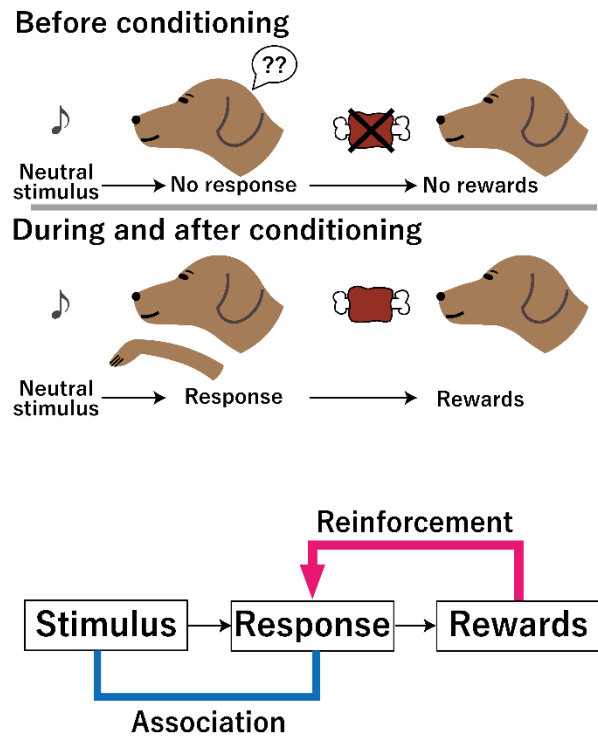 Before conditioning
??
Neutral
stimulus
No response
No rewards
During and after conditioning
Neutral
stimulus
Response
Rewards
Reinforcement
Stimulus
Response
Rewards
Association